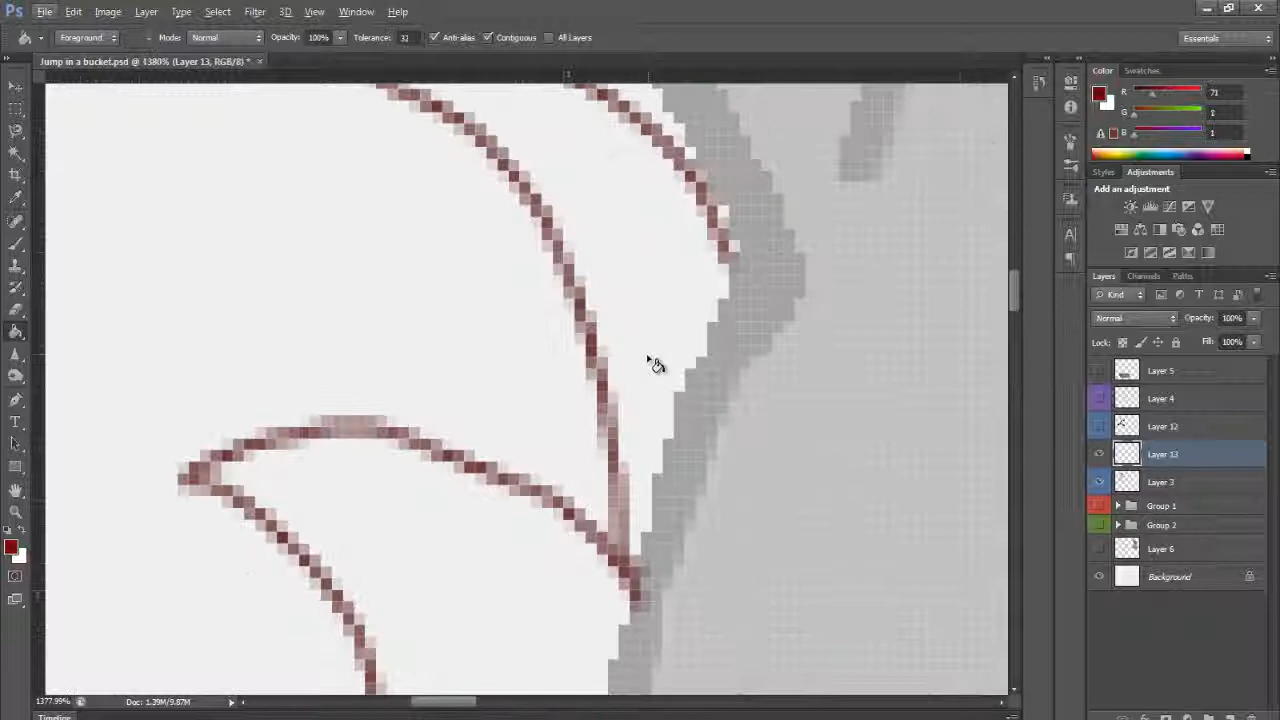 Ps File Edit Image Layer Type Select Filter 3D View Window Help
Foreground Mode: Normal Opacity: 100% Tolerance: 32 Anti-alias Contiguous All Layers Essentials
Jump in a bucket.psd @ 1380% (Layer 13, RGB/8) * ×
1
Color Swatches
R 71
G
B 1
Styles Adjustments
Add an adjustment
Layers Channels Paths
Kind
Normal Opacity: 100%
Lock: Fill: 100%
Layer 5
Layer 4
Layer 12
Layer 13
Layer 3
Group 1
Group 2
Layer 6
Background
1377.99% Doc: 1.39M/9.87M
Timeline